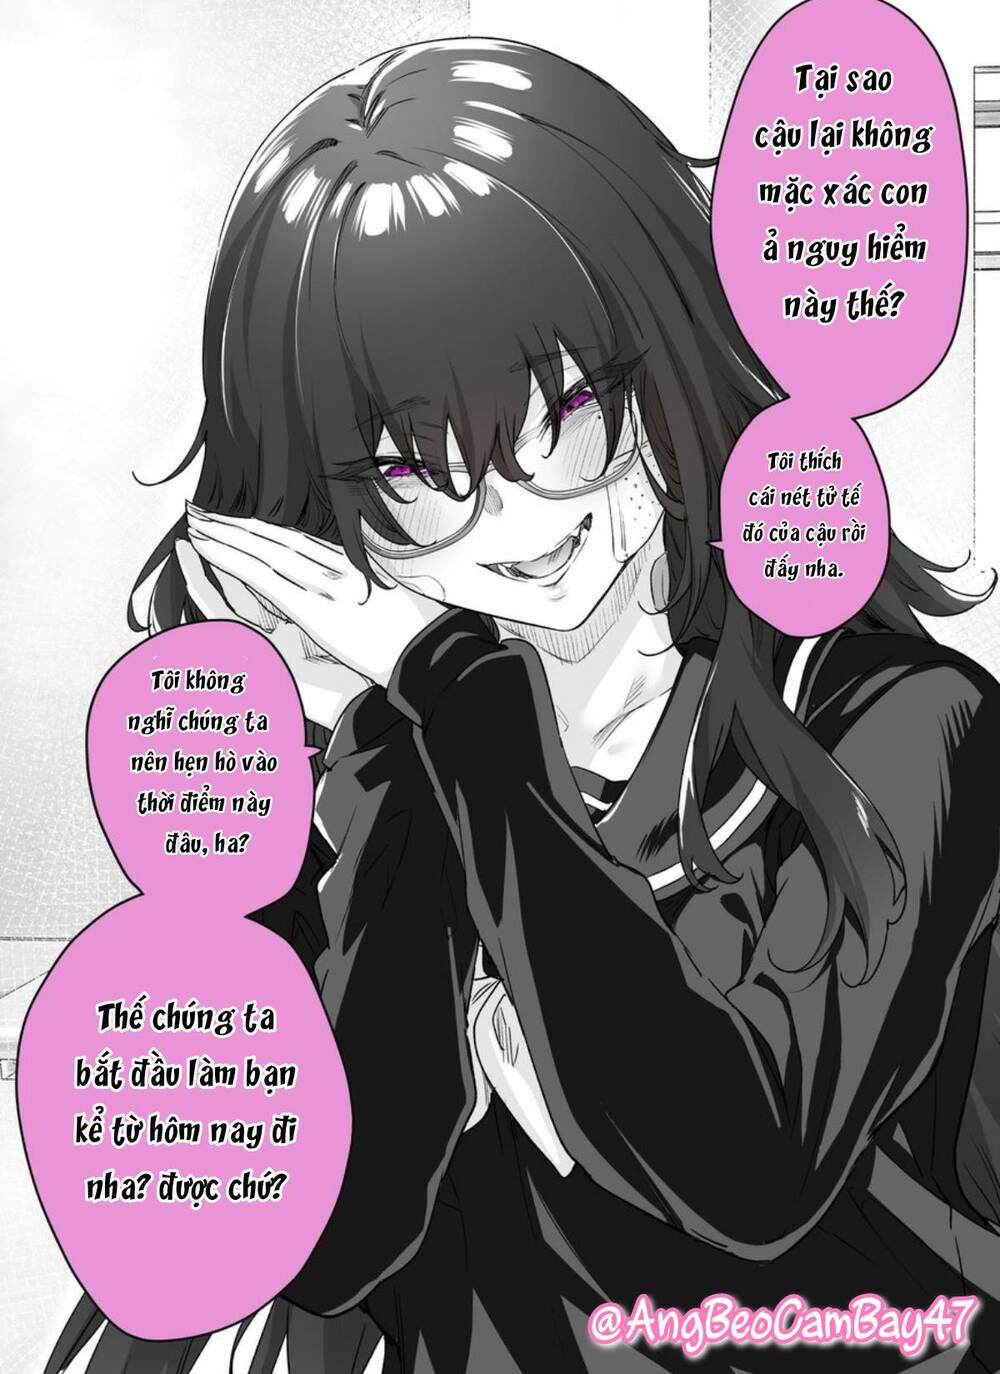 Tại sao
cậu lại không
mặc xác con
ả nguy hiểm
này thế?
Tôi thích
cái nét tử tế
đó của cậu rồi
đấy nha.
Tôi không
nghĩ chúng ta
nên hẹn hò vào
thời điểm này
đâu, ha?
Thế chúng ta
bắt đầu làm bạn
kể từ hôm nay đi
nha? được chứ?
@AngBeoCamBay47